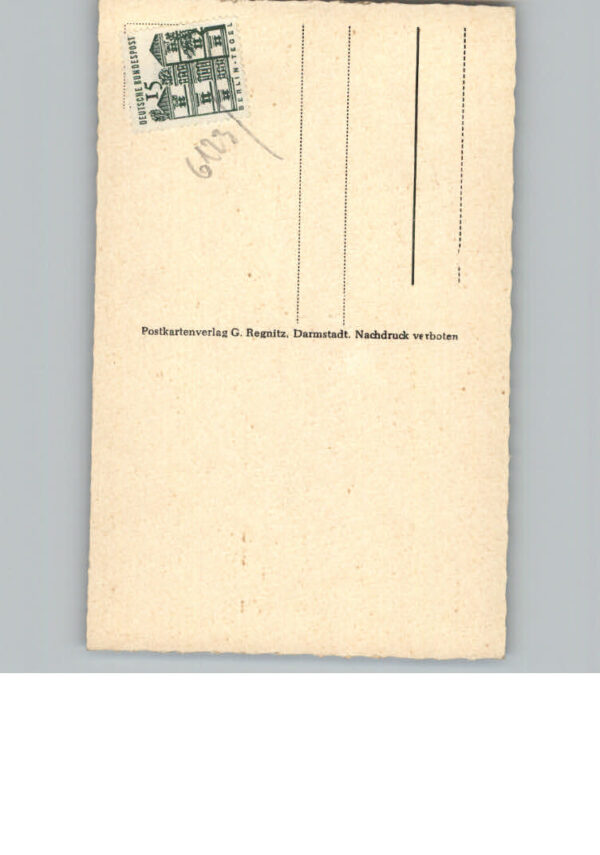 DEUTSCHE BUNDESPOST
15
BERLIN-TEGEL
6123
Postkartenverlag G. Regnitz, Darmstadt. Nachdruck verboten